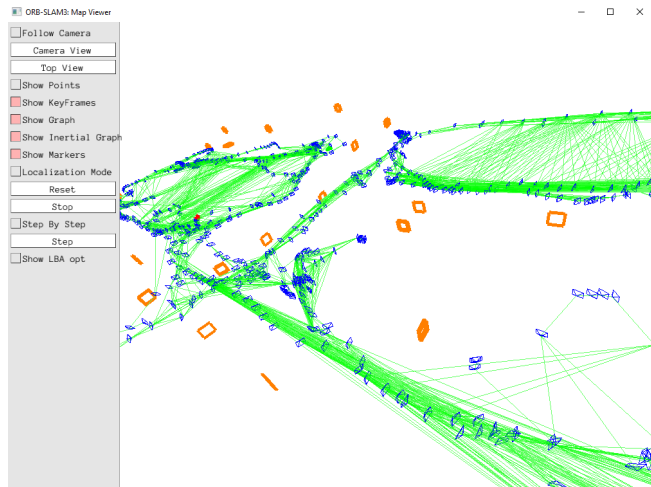 ORB-SLAM3: Map Viewer
Follow Camera
Camera View
Top View
Show Points
Show KeyFrames
Show Graph
Show Inertial Graph
Show Markers
Localization Mode
Reset
Stop
Step By Step
Step
Show LBA opt